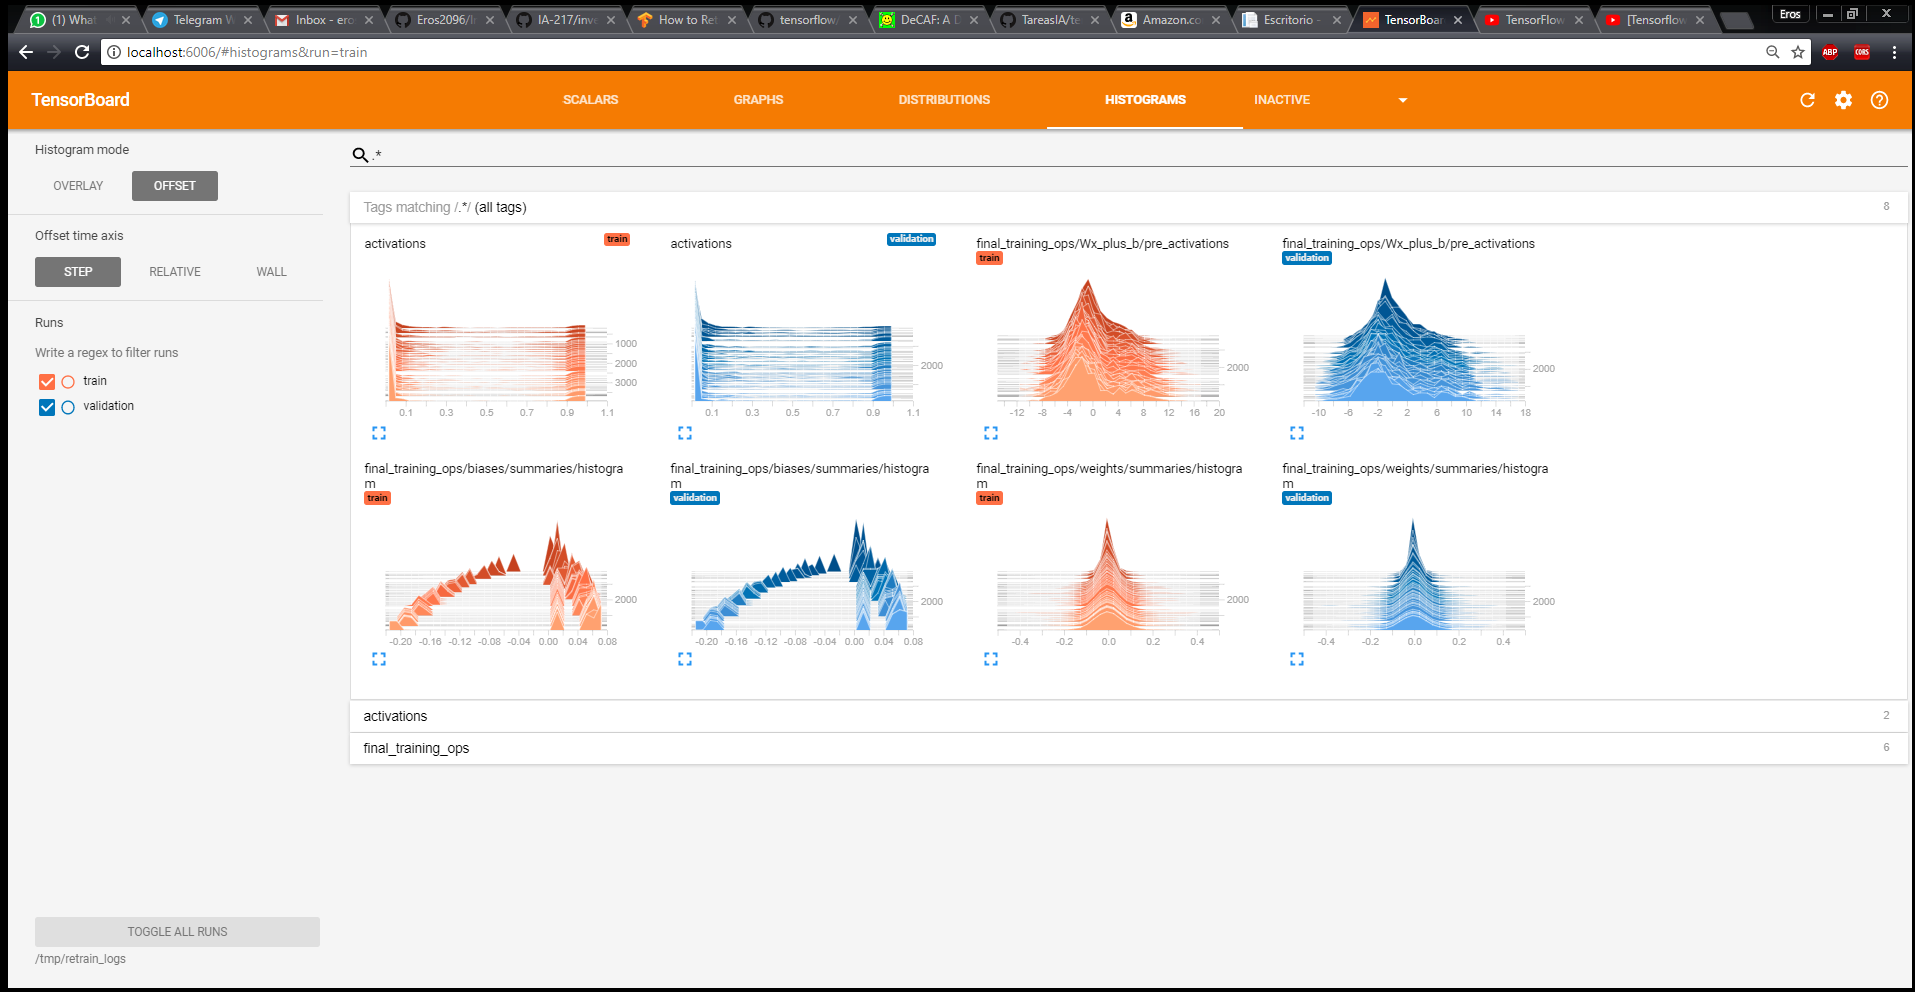 (1) What
Telegram W
Inbox - ero
Eros2096/In
IA-217/inve
How to Ret
tensorflow/
DeCAF: A D
TareasIA/te
Amazon.co
Escritorio -
TensorBoar
TensorFlow
[Tensorflow
Eros
localhost:6006/#histograms&run=train
ABP
CORS
TensorBoard
SCALARS
GRAPHS
DISTRIBUTIONS
HISTOGRAMS
INACTIVE
Histogram mode
OVERLAY
OFFSET
Offset time axis
STEP
RELATIVE
WALL
Runs
Write a regex to filter runs
train
validation
TOGGLE ALL RUNS
/tmp/retrain_logs
.*
Tags matching /.*/ (all tags)
8
activations
train
1000
2000
3000
0.1 0.3 0.5 0.7 0.9 1.1
activations
validation
2000
0.1 0.3 0.5 0.7 0.9 1.1
final_training_ops/Wx_plus_b/pre_activations
train
2000
-12 -8 -4 0 4 8 12 16 20
final_training_ops/Wx_plus_b/pre_activations
validation
2000
-10 -6 -2 2 6 10 14 18
final_training_ops/biases/summaries/histogra
m
train
2000
-0.20 -0.16 -0.12 -0.08 -0.04 0.00 0.04 0.08
final_training_ops/biases/summaries/histogra
m
validation
2000
-0.20 -0.16 -0.12 -0.08 -0.04 0.00 0.04 0.08
final_training_ops/weights/summaries/histogra
m
train
2000
-0.4 -0.2 0.0 0.2 0.4
final_training_ops/weights/summaries/histogra
m
validation
2000
-0.4 -0.2 0.0 0.2 0.4
activations
2
final_training_ops
6